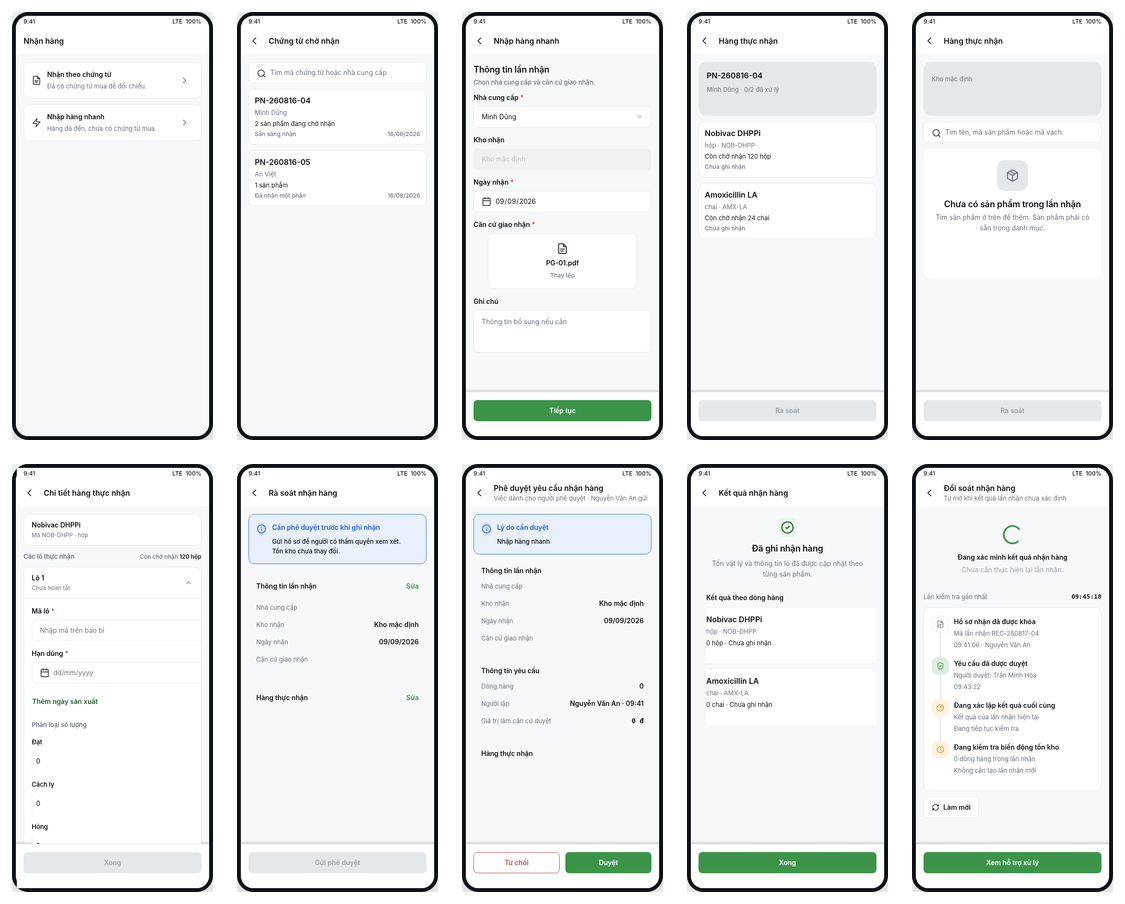 9:41
LTE 100%
Nhận hàng
Nhận theo chứng từ
Đã có chứng từ mua để đối chiếu.
Nhập hàng nhanh
Hàng đã đến, chưa có chứng từ mua.
9:41
LTE 100%
Chứng từ chờ nhận
Tìm mã chứng từ hoặc nhà cung cấp
PN-260816-04
Minh Dũng
2 sản phẩm đang chờ nhận
Sẵn sàng nhận
16/08/2026
PN-260816-05
An Việt
1 sản phẩm
Đã nhận một phần
16/08/2026
9:41
LTE 100%
Nhập hàng nhanh
Thông tin lần nhận
Chọn nhà cung cấp và căn cứ giao nhận.
Nhà cung cấp *
Minh Dũng
Kho nhận
Kho mặc định
Ngày nhận *
09/09/2026
Căn cứ giao nhận *
PG-01.pdf
Thay tệp
Ghi chú
Thông tin bổ sung nếu cần
Tiếp tục
9:41
LTE 100%
Hàng thực nhận
PN-260816-04
Minh Dũng · 0/2 đã xử lý
Nobivac DHPPi
hộp · NOB-DHPP
Còn chờ nhận 120 hộp
Chưa ghi nhận
Amoxicillin LA
chai · AMX-LA
Còn chờ nhận 24 chai
Chưa ghi nhận
Rà soát
9:41
LTE 100%
Hàng thực nhận
Kho mặc định
Tìm tên, mã sản phẩm hoặc mã vạch
Chưa có sản phẩm trong lần nhận
Tìm sản phẩm ở trên để thêm. Sản phẩm phải có
sẵn trong danh mục.
Rà soát
9:41
LTE 100%
Chi tiết hàng thực nhận
Nobivac DHPPi
Mã NOB-DHPP · hộp
Các lô thực nhận
Còn chờ nhận 120 hộp
Lô 1
Chưa hoàn tất
Mã lô *
Nhập mã trên bao bì
Hạn dùng *
dd/mm/yyyy
Thêm ngày sản xuất
Phân loại số lượng
Đạt
0
Cách ly
0
Hỏng
Xong
9:41
LTE 100%
Rà soát nhận hàng
Cần phê duyệt trước khi ghi nhận
Gửi hồ sơ để người có thẩm quyền xem xét.
Tồn kho chưa thay đổi.
Thông tin lần nhận
Sửa
Nhà cung cấp
Kho nhận
Kho mặc định
Ngày nhận
09/09/2026
Căn cứ giao nhận
Hàng thực nhận
Sửa
Gửi phê duyệt
9:41
LTE 100%
Phê duyệt yêu cầu nhận hàng
Việc dành cho người phê duyệt · Nguyễn Văn An gửi
Lý do cần duyệt
Nhập hàng nhanh
Thông tin lần nhận
Nhà cung cấp
Kho nhận
Kho mặc định
Ngày nhận
09/09/2026
Căn cứ giao nhận
Thông tin yêu cầu
Dòng hàng
0
Người lập
Nguyễn Văn An · 09:41
Giá trị làm căn cứ duyệt
0 đ
Hàng thực nhận
Từ chối
Duyệt
9:41
LTE 100%
Kết quả nhận hàng
Đã ghi nhận hàng
Tồn vật lý và thông tin lô đã được cập nhật theo
từng sản phẩm.
Kết quả theo dòng hàng
Nobivac DHPPi
hộp · NOB-DHPP
0 hộp · Chưa ghi nhận
Amoxicillin LA
chai · AMX-LA
0 chai · Chưa ghi nhận
Xong
9:41
LTE 100%
Đối soát nhận hàng
Tự mở khi kết quả lần nhận chưa xác định
Đang xác minh kết quả nhận hàng
Chưa cần thực hiện lại lần nhận.
Lần kiểm tra gần nhất
09:45:18
Hồ sơ nhận đã được khóa
Mã lần nhận REC-260817-04
09:41:06 · Nguyễn Văn An
Yêu cầu đã được duyệt
Người duyệt: Trần Minh Hòa
09:43:22
Đang xác lập kết quả cuối cùng
Kết quả của lần nhận hiện tại
Đang tiếp tục kiểm tra
Đang kiểm tra biến động tồn kho
0 dòng hàng trong lần nhận
Không cần tạo lần nhận mới
Làm mới
Xem hỗ trợ xử lý